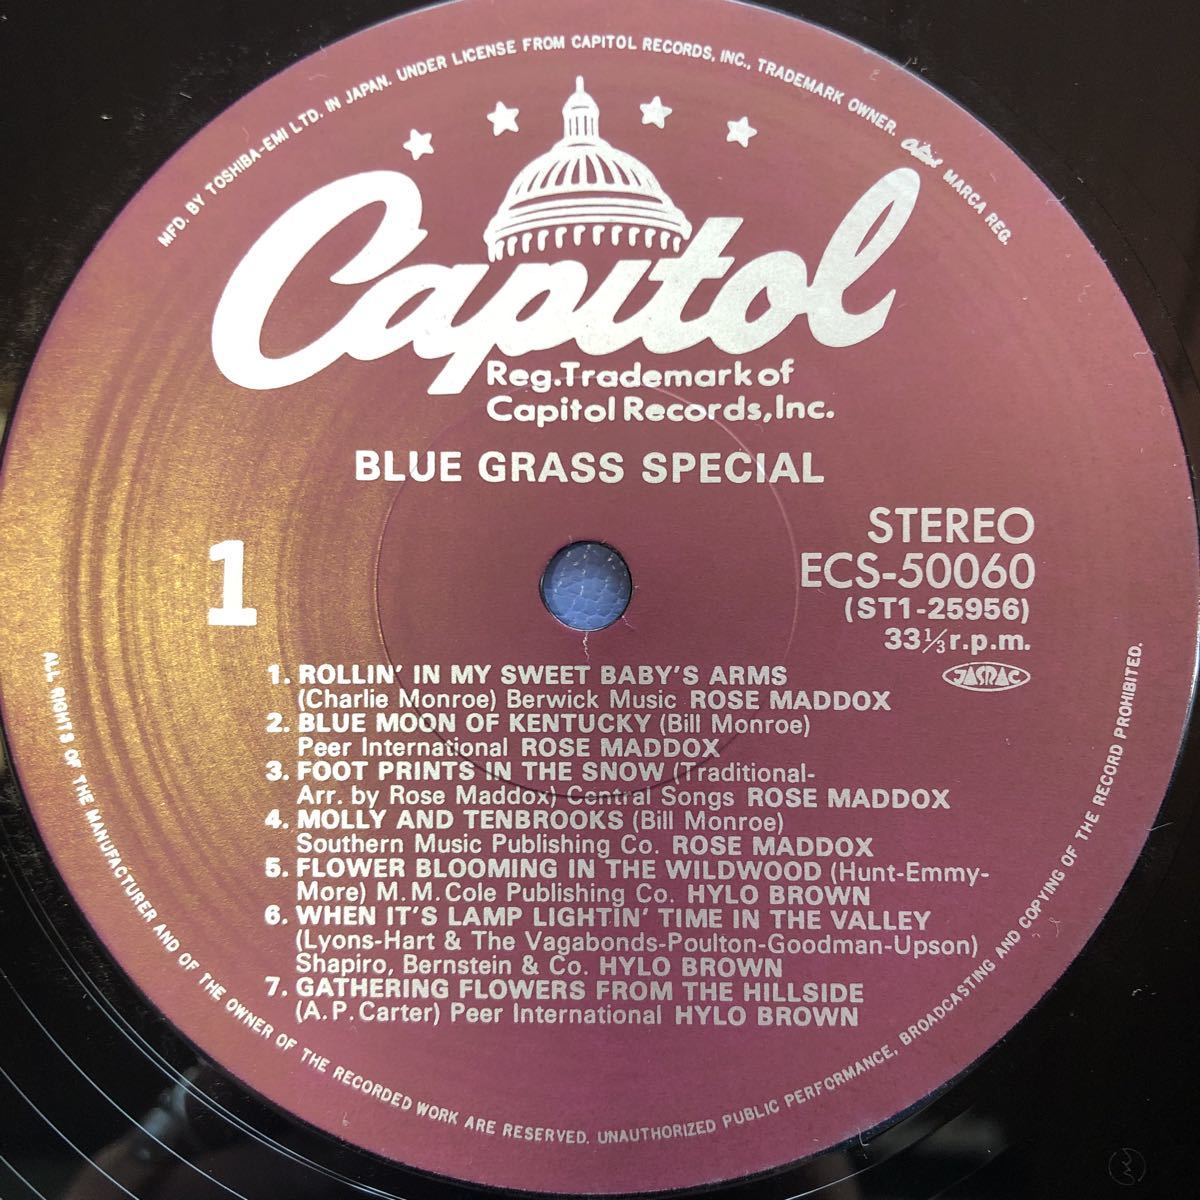 MFD. BY TOSHIBA-EMI LTD. IN JAPAN. UNDER LICENSE FROM CAPITOL RECORDS, INC., TRADEMARK OWNER. Capitol MARCA REG.
Capitol
Reg.Trademark of
Capitol Records,Inc.
BLUE GRASS SPECIAL
STEREO
ECS-50060
(ST1-25956)
33⅓r.p.m.
JASRAC
1
1. ROLLIN' IN MY SWEET BABY'S ARMS
(Charlie Monroe) Berwick Music ROSE MADDOX
2. BLUE MOON OF KENTUCKY (Bill Monroe)
Peer International ROSE MADDOX
3. FOOT PRINTS IN THE SNOW (Traditional-
Arr. by Rose Maddox) Central Songs ROSE MADDOX
4. MOLLY AND TENBROOKS (Bill Monroe)
Southern Music Publishing Co. ROSE MADDOX
5. FLOWER BLOOMING IN THE WILDWOOD (Hunt-Emmy-
More) M.M.Cole Publishing Co. HYLO BROWN
6. WHEN IT'S LAMP LIGHTIN' TIME IN THE VALLEY
(Lyons-Hart & The Vagabonds-Poulton-Goodman-Upson)
Shapiro, Bernstein & Co. HYLO BROWN
7. GATHERING FLOWERS FROM THE HILLSIDE
(A.P.Carter) Peer International HYLO BROWN
ALL RIGHTS OF THE MANUFACTURER AND OF THE OWNER OF THE RECORDED WORK ARE RESERVED. UNAUTHORIZED PUBLIC PERFORMANCE, BROADCASTING AND COPYING OF THE RECORD PROHIBITED.